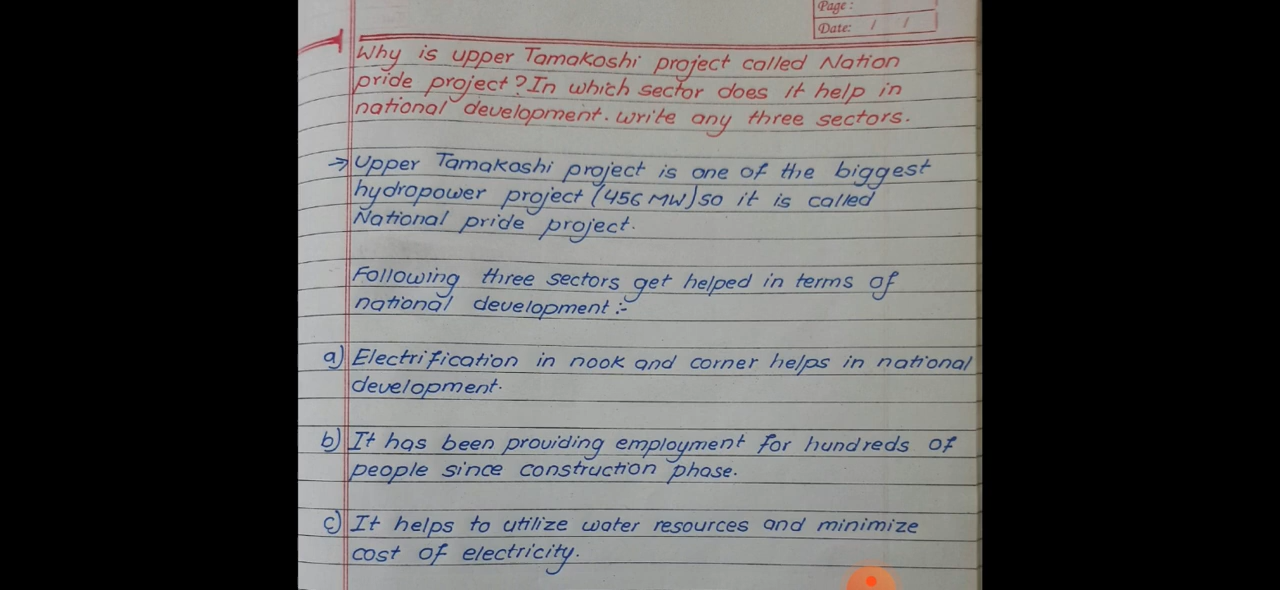 Page :
Date: / /
Why is upper Tamakoshi project called Nation
pride project? In which sector does it help in
national development. write any three sectors.
→ Upper Tamakoshi project is one of the biggest
hydropower project (456 MW) so it is called
National pride project.
Following three sectors get helped in terms of
national development :-
a) Electrification in nook and corner helps in national
development.
b) It has been providing employment for hundreds of
people since construction phase.
c) It helps to utilize water resources and minimize
cost of electricity.